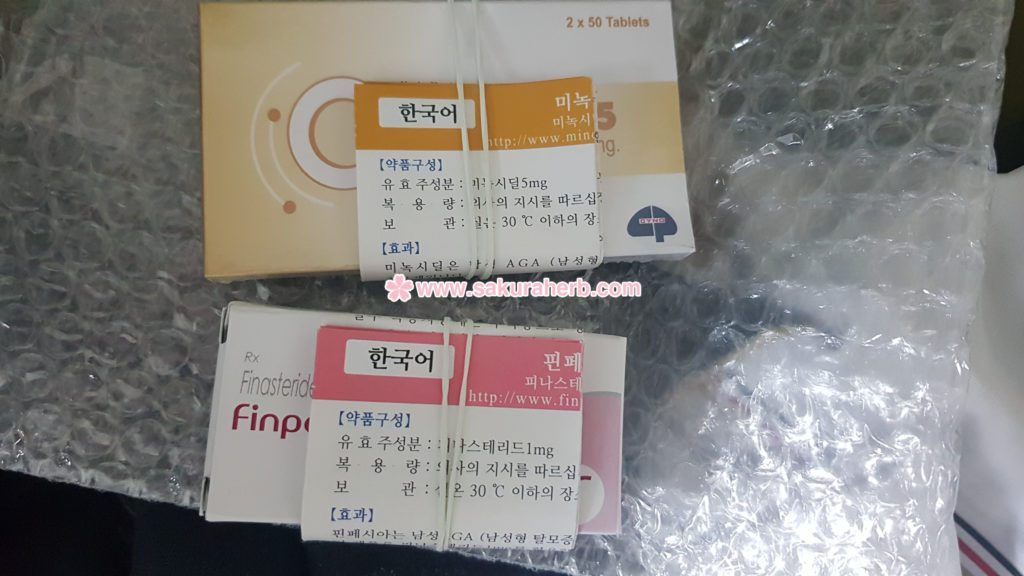 2 x 50 Tablets
한국어
미녹
미녹시
5
http://www.mino
mg.
【약품구성】
유 효 주성분 : 미녹시딜5mg
복 용 량 : 의사의 지시를 따르십
보 관 : 실온 30 ℃ 이하의 장
GYNO
【효과】
미녹시딜은 남성 AGA (남성형
www.sakuraherb.com
Rx
Finasteride
Finpe
한국어
핀페
피나스테
http://www.fin
【약품구성】
유 효 주성분 : 피나스테리드1mg
복 용 량 : 의사의 지시를 따르십
보 관 : 실온 30 ℃ 이하의 장
【효과】
핀페시아는 남성 AGA (남성형 탈모증